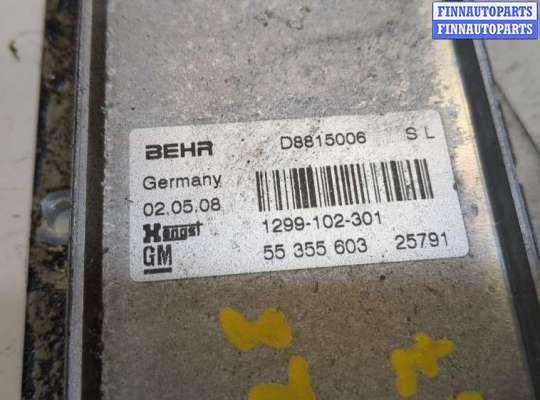 FINNAUTOPARTS
FINNAUTOPARTS
BEHR D8815006 S L
Germany
02.05.08
Hengst 1299-102-301
GM 55 355 603 25791